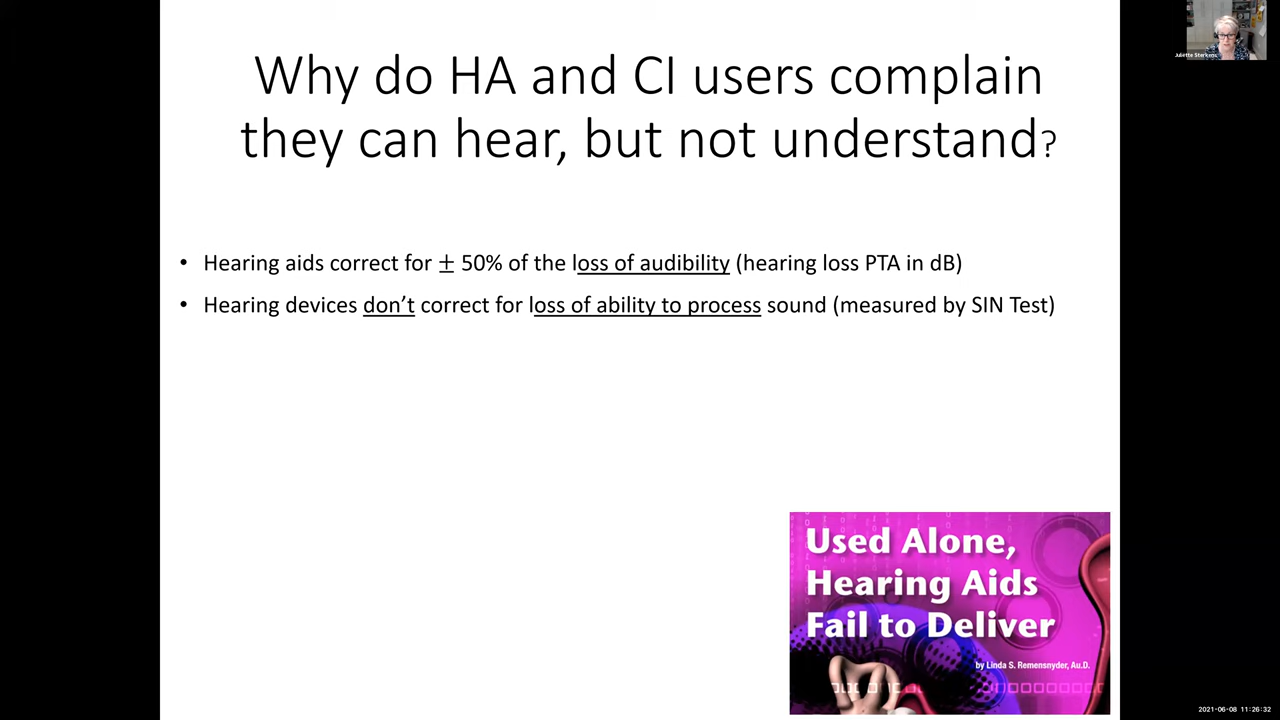 Why do HA and CI users complain
they can hear, but not understand?
• Hearing aids correct for ± 50% of the loss of audibility (hearing loss PTA in dB)
• Hearing devices don’t correct for loss of ability to process sound (measured by SIN Test)
Used Alone,
Hearing Aids
Fail to Deliver
by Linda S. Remensnyder, Au.D.
Juliette Sterkens
2021-06-08 11:26:32